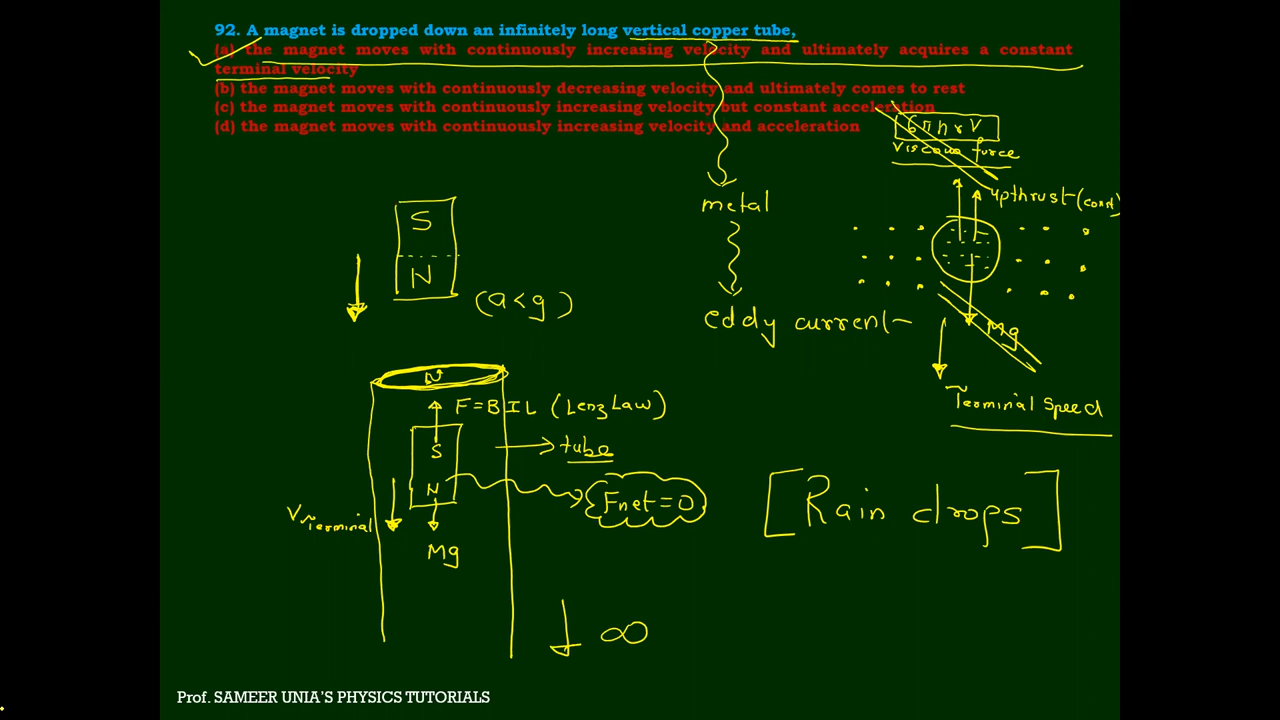 92. A magnet is dropped down an infinitely long vertical copper tube,
(a) the magnet moves with continuously increasing velocity and ultimately acquires a constant
terminal velocity
(b) the magnet moves with continuously decreasing velocity and ultimately comes to rest
(c) the magnet moves with continuously increasing velocity but constant acceleration
(d) the magnet moves with continuously increasing velocity and acceleration
6πηrV
Viscous force
upthrust (const)
metal
S
N
(a<g)
eddy current
Mg
Terminal Speed
N
F=BIL (Lenz Law)
S
tube
N
Fnet=0
VTerminal
Mg
[Rain drops]
∞
Prof. SAMEER UNIA'S PHYSICS TUTORIALS